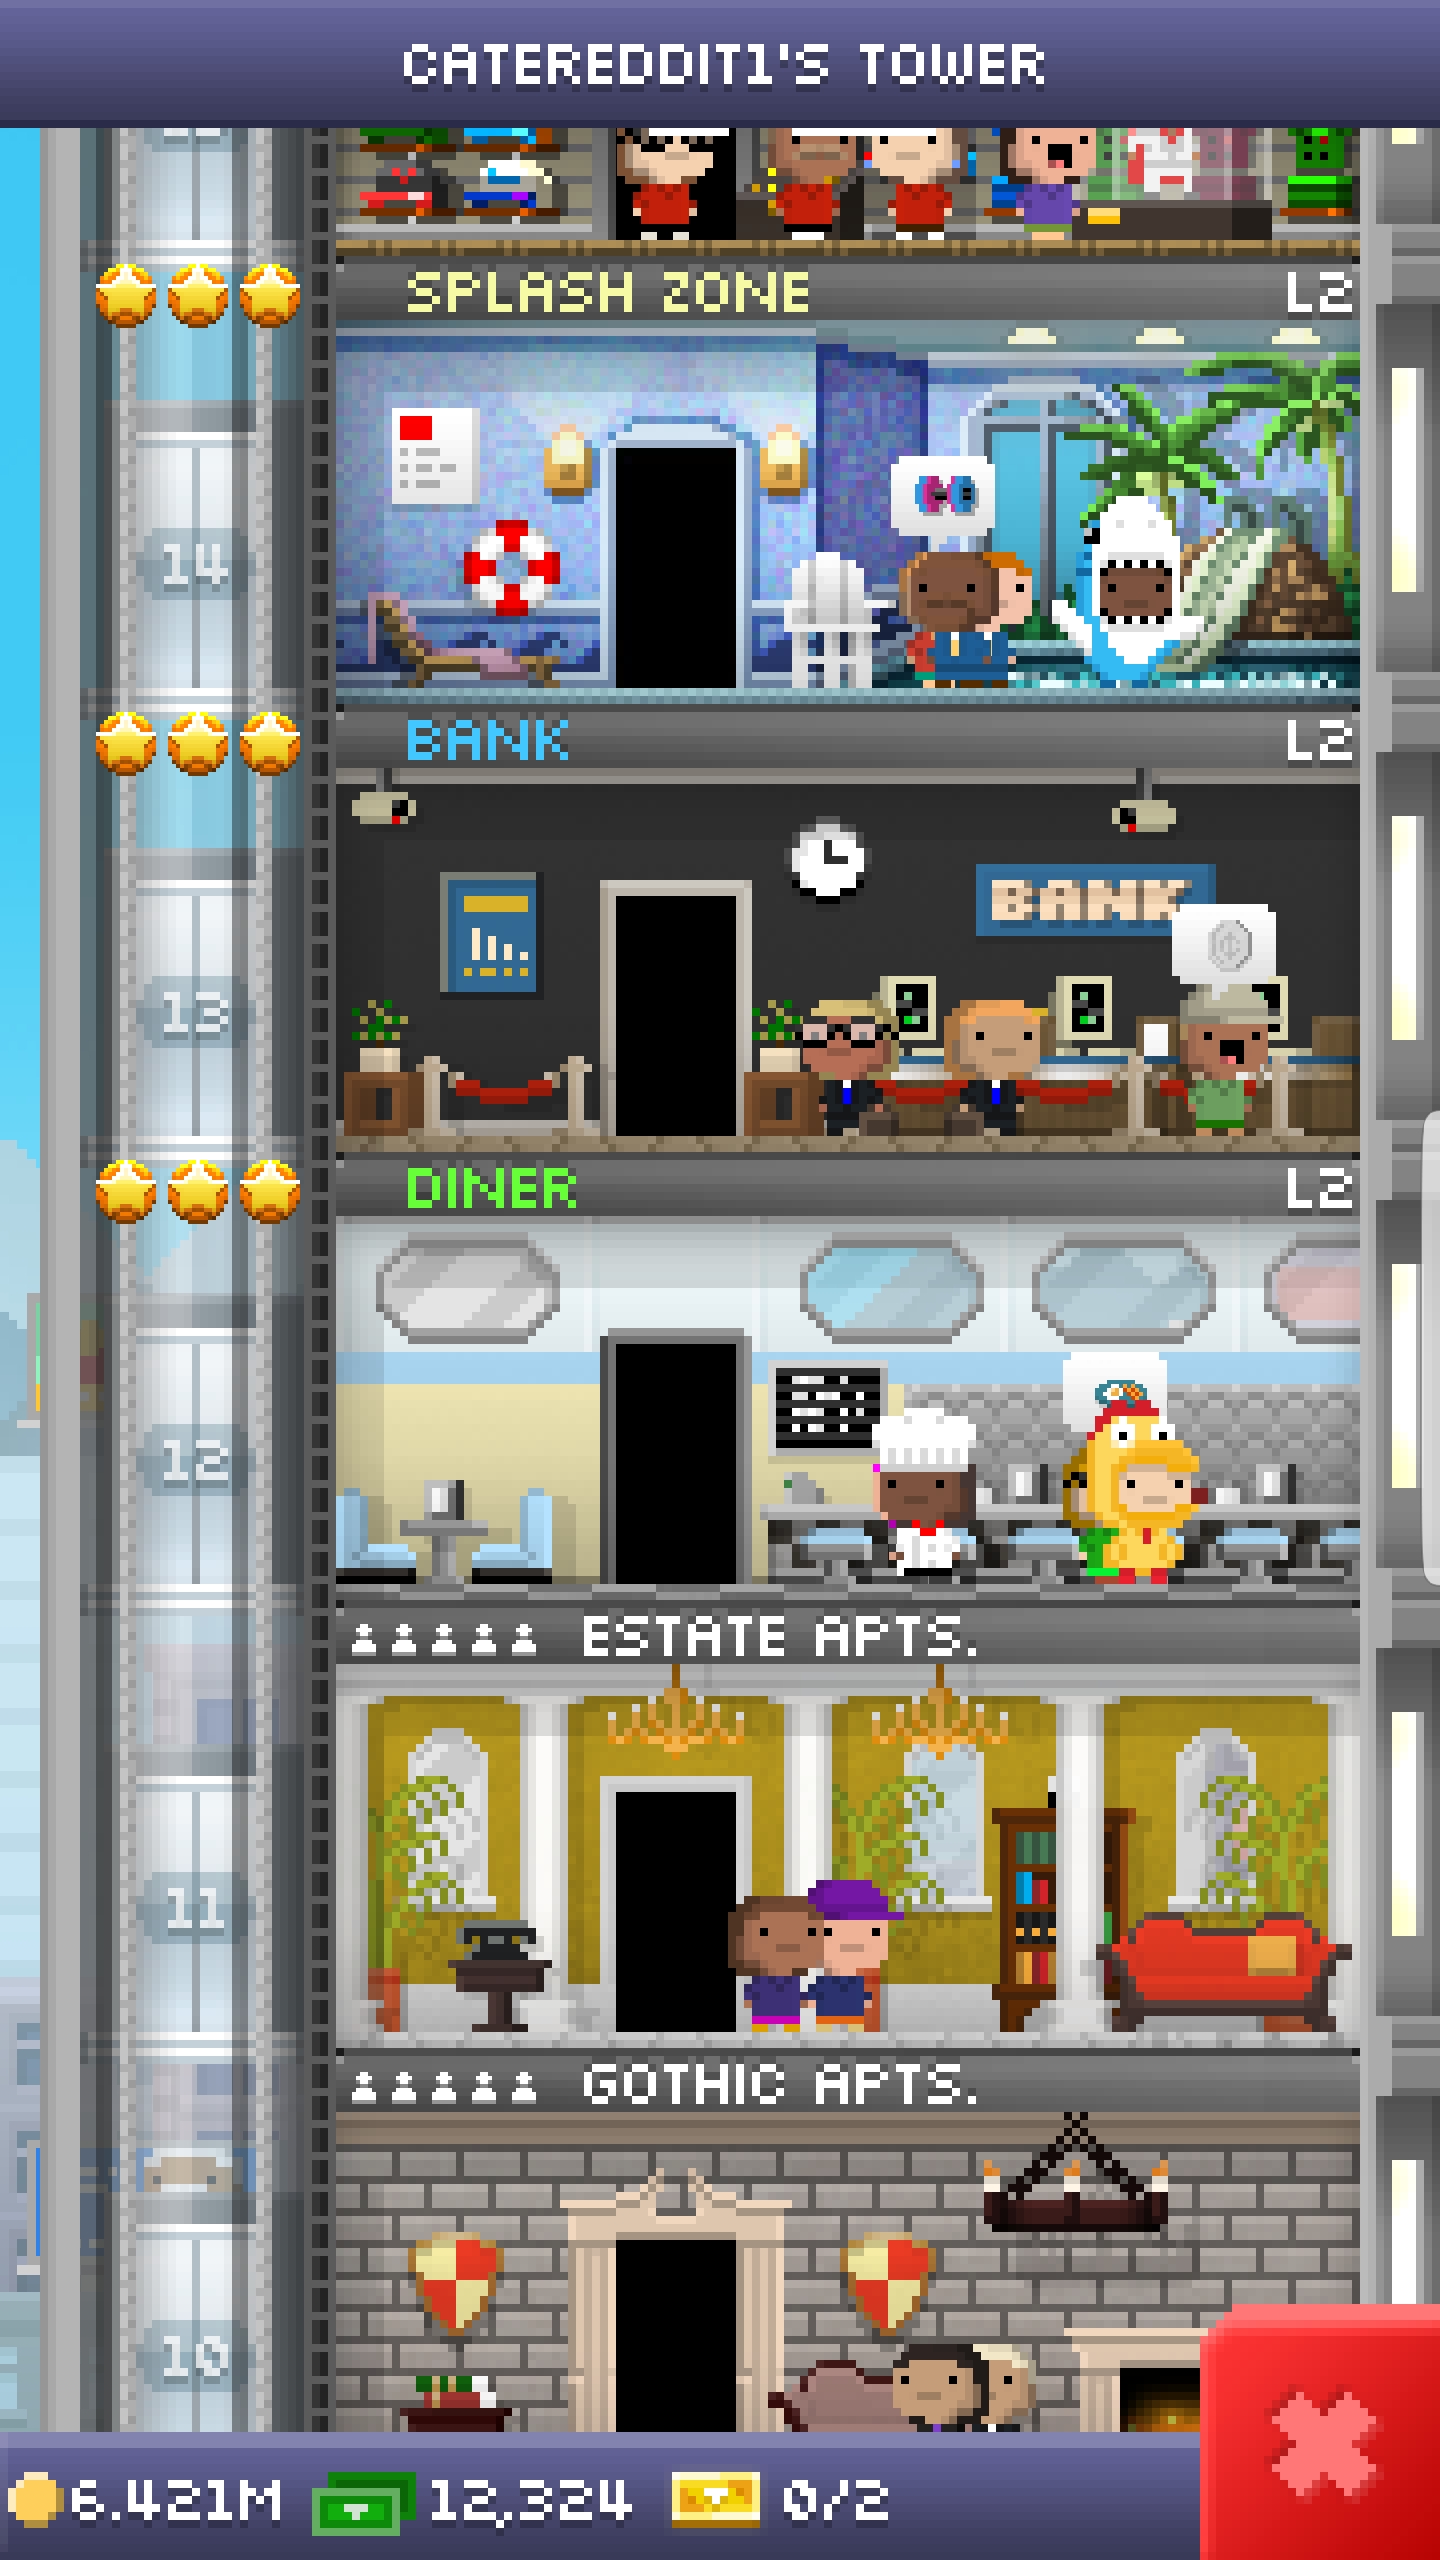 CATEREDDIT1'S TOWER
SPLASH ZONE L2
14
BANK L2
BANK
13
DINER L2
12
ESTATE APTS.
11
GOTHIC APTS.
10
6.421M 12,324 0/2